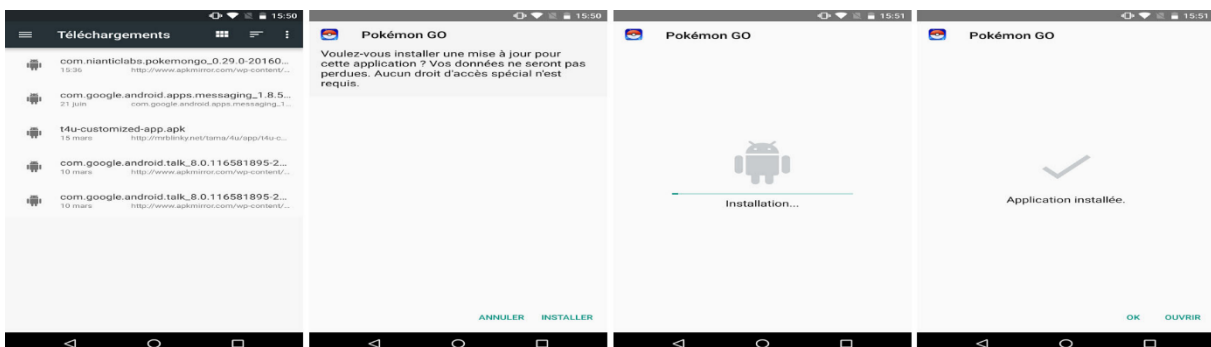 15:50
Téléchargements
com.nianticlabs.pokemongo_0.29.0-20160...
15:36 http://www.apkmirror.com/wp-content/...
com.google.android.apps.messaging_1.8.5...
21 juin com.google.android.apps.messaging_1...
t4u-customized-app.apk
15 mars http://mrblinky.net/tama/4u/app/t4u-c...
com.google.android.talk_8.0.116581895-2...
10 mars http://www.apkmirror.com/wp-content/...
com.google.android.talk_8.0.116581895-2...
10 mars http://www.apkmirror.com/wp-content/...
15:50
Pokémon GO
Voulez-vous installer une mise à jour pour
cette application ? Vos données ne seront pas
perdues. Aucun droit d'accès spécial n'est
requis.
ANNULER INSTALLER
15:51
Pokémon GO
Installation...
15:51
Pokémon GO
Application installée.
OK OUVRIR